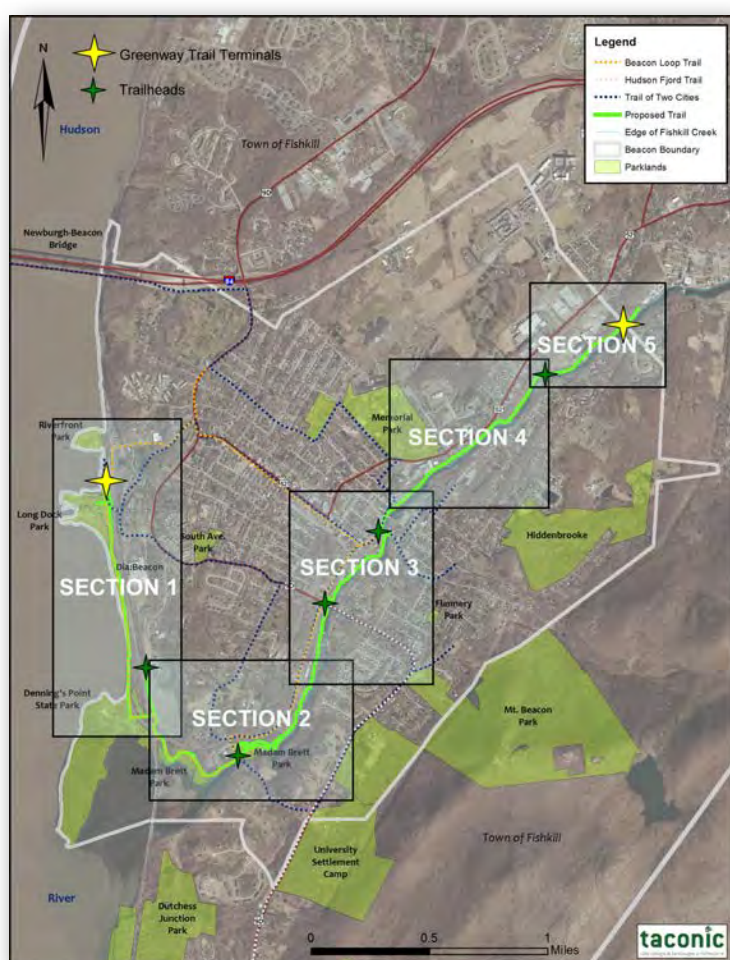 N
Greenway Trail Terminals
Trailheads
Hudson
Legend
Beacon Loop Trail
Hudson Fjord Trail
Trail of Two Cities
Proposed Trail
Edge of Fishkill Creek
Beacon Boundary
Parklands
Town of Fishkill
9D
52
Newburgh-Beacon
Bridge
84
SECTION 5
Memorial
Park
SECTION 4
Riverfront
Park
Long Dock
Park
South Ave.
Park
Dia:Beacon
Hiddenbrooke
SECTION 3
SECTION 1
Flannery
Park
Denning's Point
State Park
SECTION 2
Madam Brett
Park
Madam Brett
Park
Mt. Beacon
Park
University
Settlement
Camp
Town of Fishkill
River
Dutchess
Junction
Park
0 0.5 1
Miles
taconic